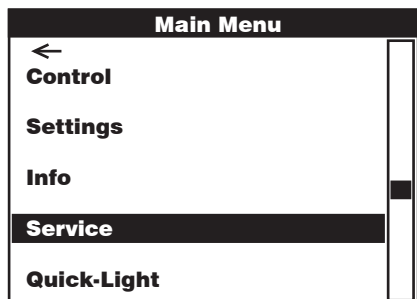 Main Menu
←
Control
Settings
Info
Service
Quick-Light